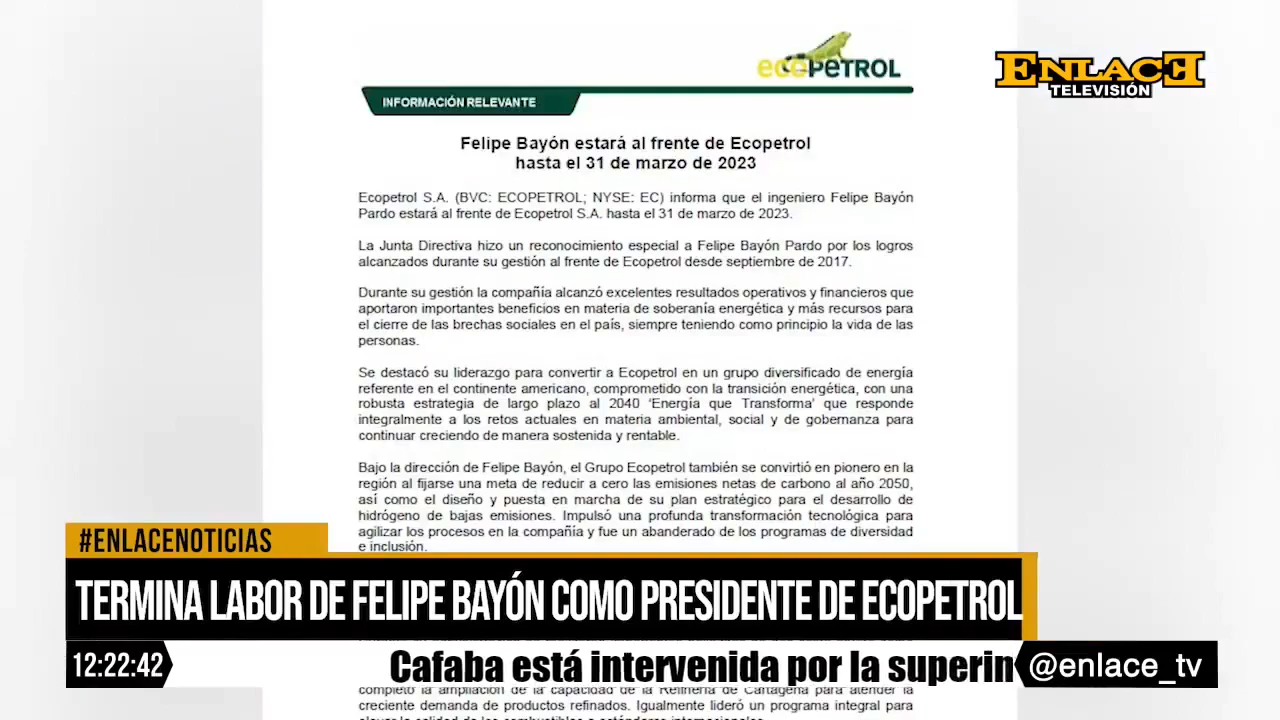 ecopetrol
ENLACE
TELEVISIÓN
INFORMACIÓN RELEVANTE
Felipe Bayón estará al frente de Ecopetrol
hasta el 31 de marzo de 2023
Ecopetrol S.A. (BVC: ECOPETROL; NYSE: EC) informa que el ingeniero Felipe Bayón
Pardo estará al frente de Ecopetrol S.A. hasta el 31 de marzo de 2023.
La Junta Directiva hizo un reconocimiento especial a Felipe Bayón Pardo por los logros
alcanzados durante su gestión al frente de Ecopetrol desde septiembre de 2017.
Durante su gestión la compañía alcanzó excelentes resultados operativos y financieros que
aportaron importantes beneficios en materia de soberanía energética y más recursos para
el cierre de las brechas sociales en el país, siempre teniendo como principio la vida de las
personas.
Se destacó su liderazgo para convertir a Ecopetrol en un grupo diversificado de energía
referente en el continente americano, comprometido con la transición energética, con una
robusta estrategia de largo plazo al 2040 ‘Energía que Transforma’ que responde
integralmente a los retos actuales en materia ambiental, social y de gobernanza para
continuar creciendo de manera sostenida y rentable.
Bajo la dirección de Felipe Bayón, el Grupo Ecopetrol también se convirtió en pionero en la
región al fijarse una meta de reducir a cero las emisiones netas de carbono al año 2050,
así como el diseño y puesta en marcha de su plan estratégico para el desarrollo de
hidrógeno de bajas emisiones. Impulsó una profunda transformación tecnológica para
agilizar los procesos en la compañía y fue un abanderado de los programas de diversidad
e inclusión.
#ENLACENOTICIAS
TERMINA LABOR DE FELIPE BAYÓN COMO PRESIDENTE DE ECOPETROL
12:22:42
Cafaba está intervenida por la superin
@enlace_tv
completó la ampliación de la capacidad de la Refinería de Cartagena para atender la
creciente demanda de productos refinados. Igualmente lideró un programa integral para